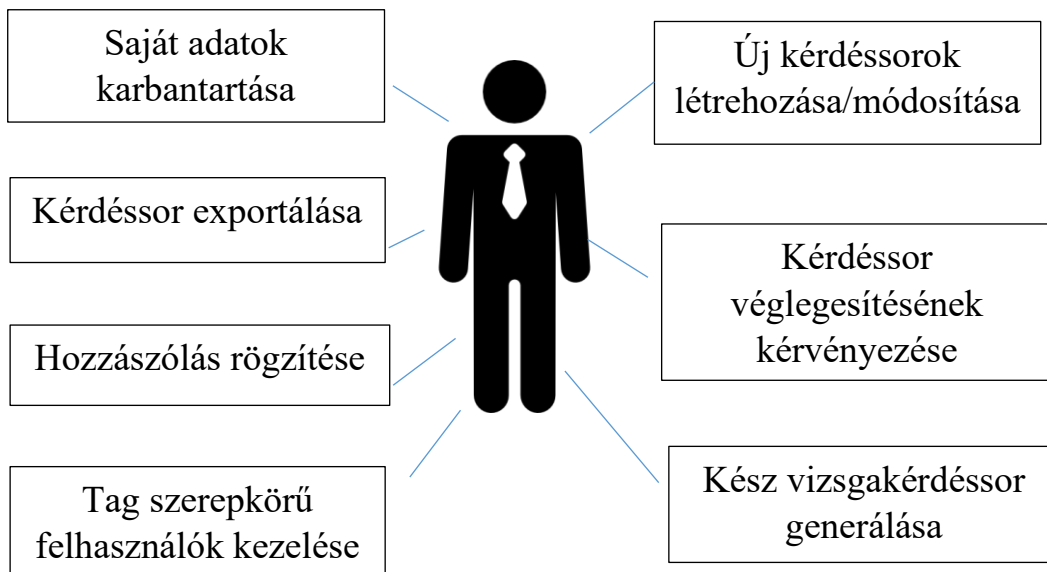 Saját adatok
karbantartása
Új kérdéssorok
létrehozása/módosítása
Kérdéssor exportálása
Kérdéssor
véglegesítésének
kérvényezése
Hozzászólás rögzítése
Tag szerepkörű
felhasználók kezelése
Kész vizsgakérdéssor
generálása